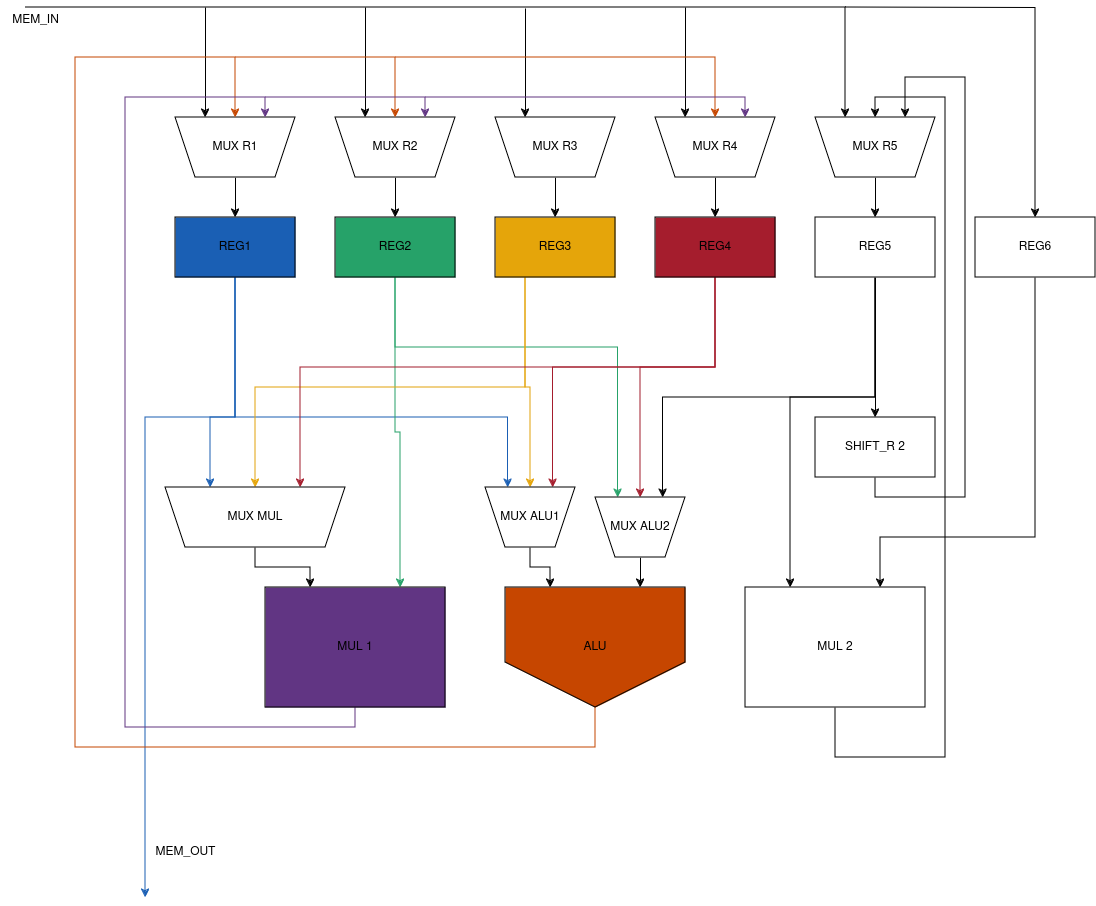 MEM_IN
MUX R1
MUX R2
MUX R3
MUX R4
MUX R5
REG1
REG2
REG3
REG4
REG5
REG6
SHIFT_R 2
MUX MUL
MUX ALU1
MUX ALU2
MUL 1
ALU
MUL 2
MEM_OUT